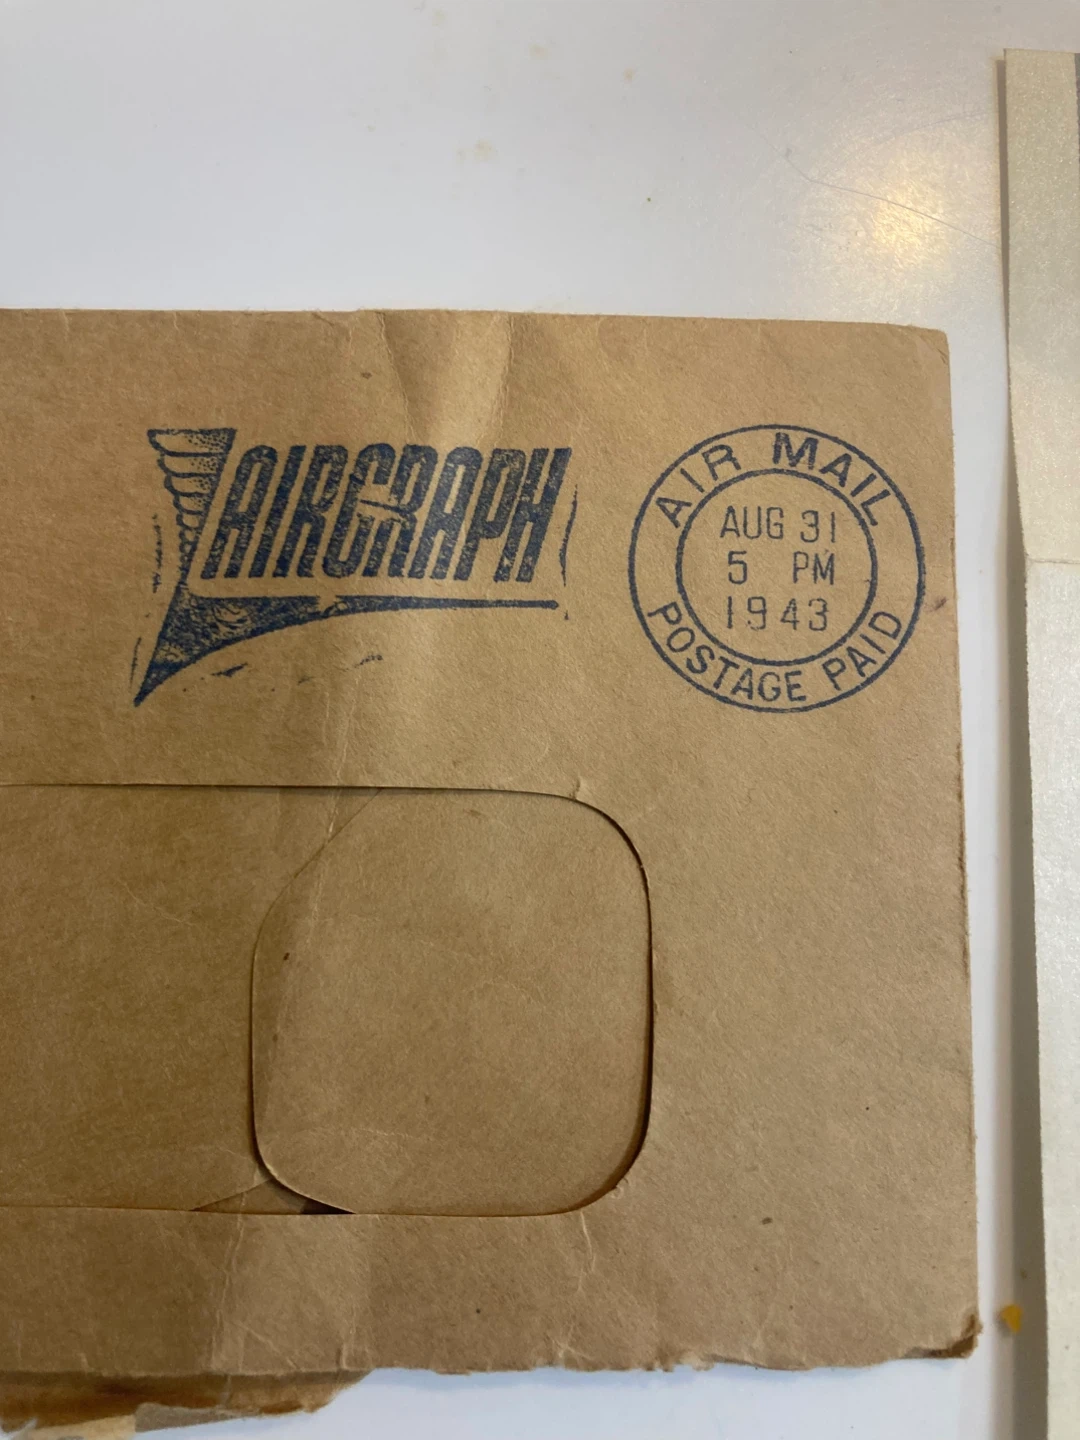 AIRGRAPH
AIR MAIL
AUG 31
5 PM
1943
POSTAGE PAID